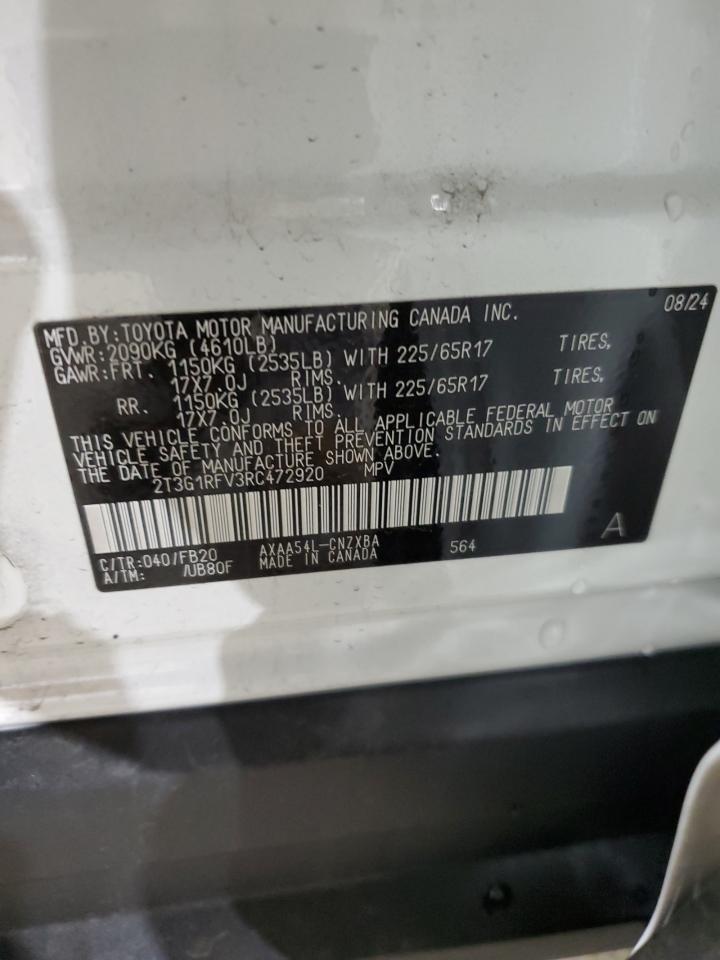 MFD.BY:TOYOTA MOTOR MANUFACTURING CANADA INC. 08/24
GVWR:2090KG (4610LB)
GAWR:FRT. 1150KG (2535LB) WITH 225/65R17 TIRES,
17X7.0J RIMS.
RR. 1150KG (2535LB) WITH 225/65R17 TIRES,
17X7.0J RIMS.
THIS VEHICLE CONFORMS TO ALL APPLICABLE FEDERAL MOTOR
VEHICLE SAFETY AND THEFT PREVENTION STANDARDS IN EFFECT ON
THE DATE OF MANUFACTURE SHOWN ABOVE.
2T3G1RFV3RC472920 MPV
C/TR:040/FB20 AXAA54L-CNZXBA 564 A
A/TM: /UB80F MADE IN CANADA